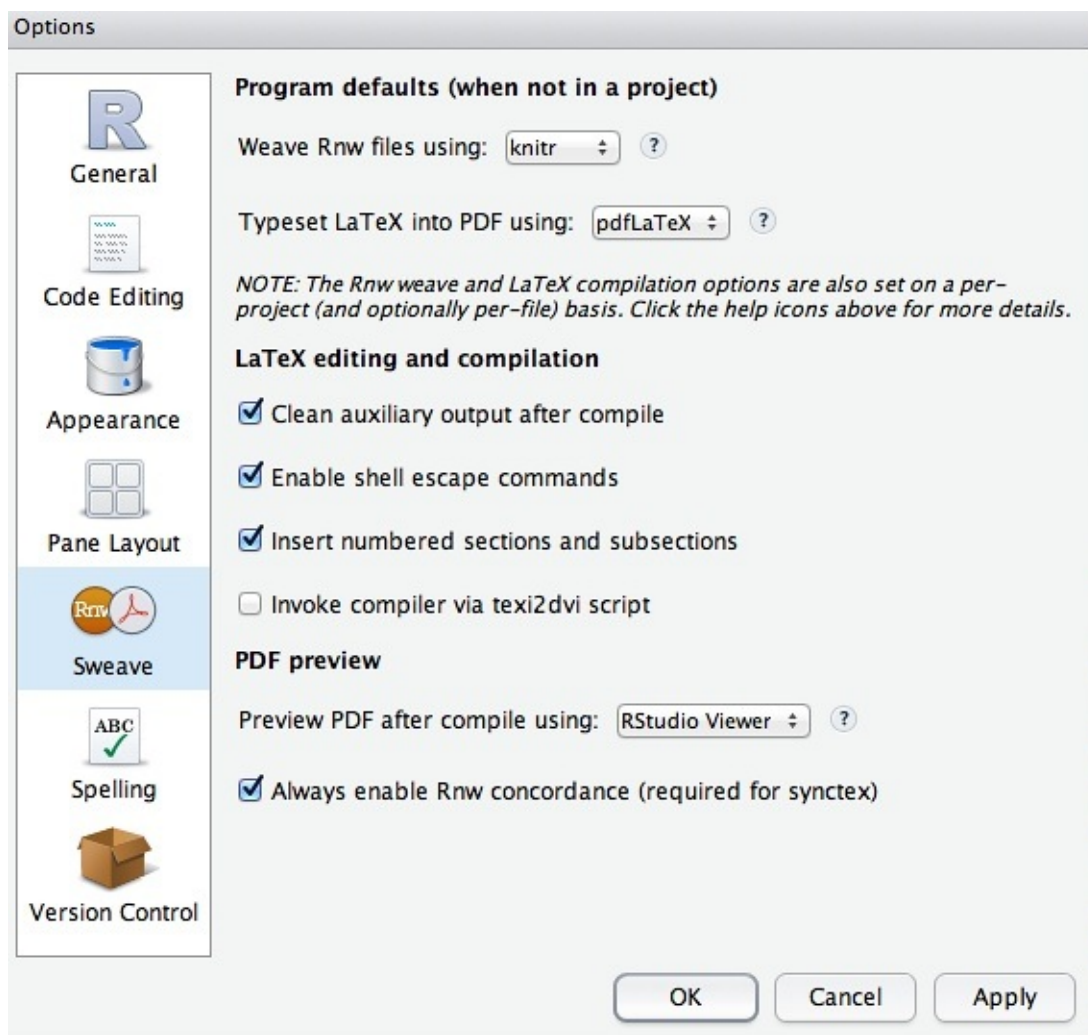 Options
R
General
Code Editing
Appearance
Pane Layout
Rnw
Sweave
ABC
Spelling
Version Control
Program defaults (when not in a project)
Weave Rnw files using: knitr ?
Typeset LaTeX into PDF using: pdfLaTeX ?
NOTE: The Rnw weave and LaTeX compilation options are also set on a per-
project (and optionally per-file) basis. Click the help icons above for more details.
LaTeX editing and compilation
Clean auxiliary output after compile
Enable shell escape commands
Insert numbered sections and subsections
Invoke compiler via texi2dvi script
PDF preview
Preview PDF after compile using: RStudio Viewer ?
Always enable Rnw concordance (required for synctex)
OK Cancel Apply